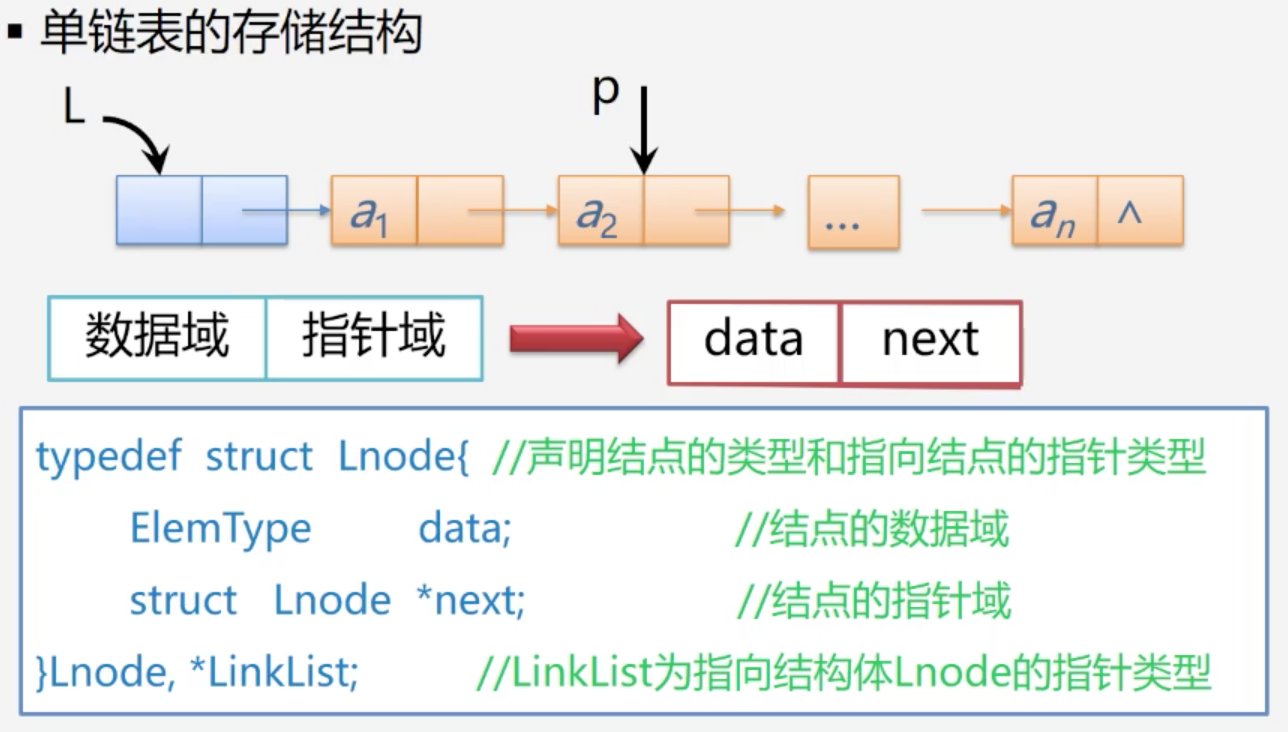 ▪ 单链表的存储结构
L p
a1 a2 ... an ∧
数据域 指针域 data next
typedef struct Lnode{ //声明结点的类型和指向结点的指针类型
ElemType data; //结点的数据域
struct Lnode *next; //结点的指针域
}Lnode, *LinkList; //LinkList为指向结构体Lnode的指针类型